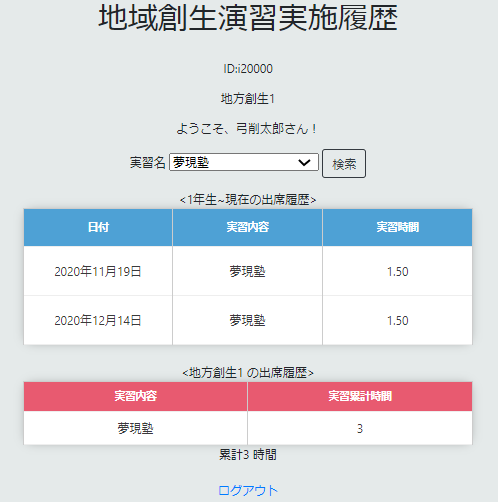 地域創生演習実施履歴
ID:i20000
地方創生1
ようこそ、弓削太郎さん！
実習名 夢現塾 検索
<1年生~現在の出席履歴>
日付 実習内容 実習時間
2020年11月19日 夢現塾 1.50
2020年12月14日 夢現塾 1.50
<地方創生1 の出席履歴>
実習内容 実習累計時間
夢現塾 3
累計3 時間
ログアウト